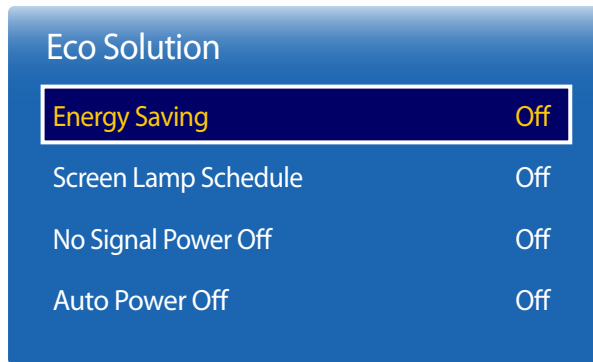 Eco Solution
Energy Saving Off
Screen Lamp Schedule Off
No Signal Power Off Off
Auto Power Off Off